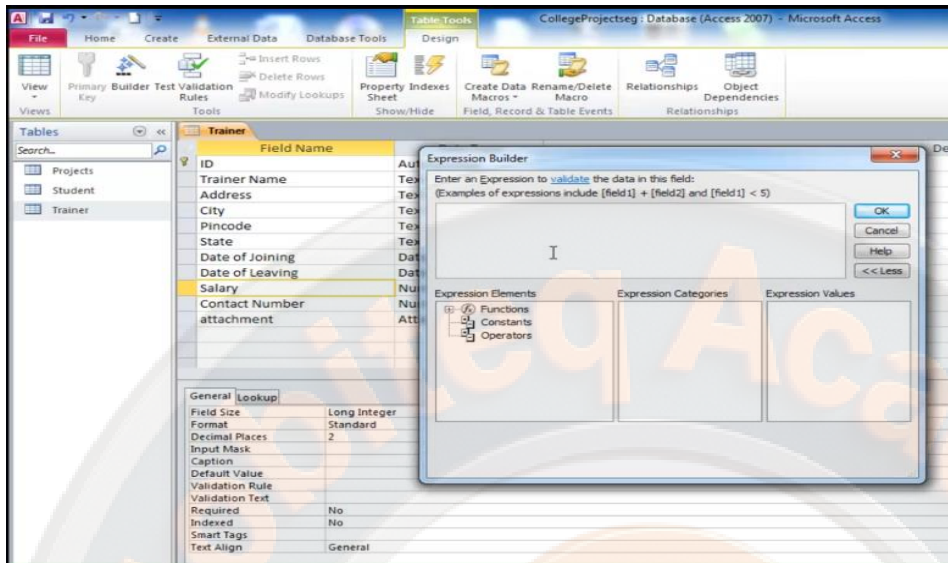 CollegeProjectseg : Database (Access 2007) - Microsoft Access
Table Tools
File Home Create External Data Database Tools Design
View
Primary Key
Builder
Test Validation Rules
Insert Rows
Delete Rows
Modify Lookups
Property Sheet
Indexes
Create Data Macros
Rename/Delete Macro
Relationships
Object Dependencies
Views Tools Show/Hide Field, Record & Table Events Relationships
Tables
Search...
Projects
Student
Trainer
Trainer
Field Name
ID
Trainer Name
Address
City
Pincode
State
Date of Joining
Date of Leaving
Salary
Contact Number
attachment
Expression Builder
Enter an Expression to validate the data in this field:
(Examples of expressions include [field1] + [field2] and [field1] < 5)
OK
Cancel
Help
<< Less
Expression Elements Expression Categories Expression Values
Functions
Constants
Operators
General Lookup
Field Size Long Integer
Format Standard
Decimal Places 2
Input Mask
Caption
Default Value
Validation Rule
Validation Text
Required No
Indexed No
Smart Tags
Text Align General